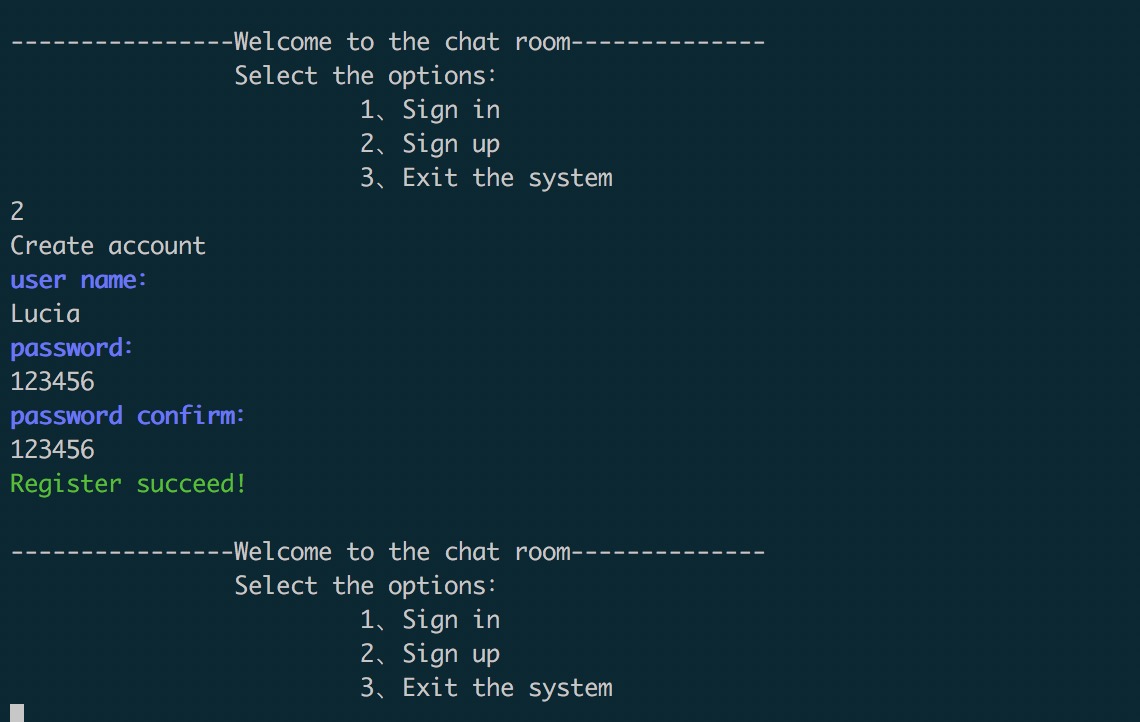 ----------------Welcome to the chat room--------------
Select the options:
1、Sign in
2、Sign up
3、Exit the system
2
Create account
user name:
Lucia
password:
123456
password confirm:
123456
Register succeed!
----------------Welcome to the chat room--------------
Select the options:
1、Sign in
2、Sign up
3、Exit the system